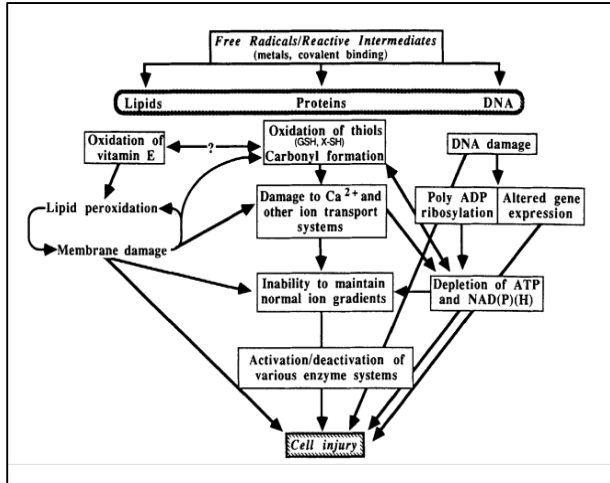 Free Radicals/Reactive Intermediates
(metals, covalent binding)
Lipids Proteins DNA
Oxidation of
vitamin E
?
Oxidation of thiols
(GSH, X-SH)
Carbonyl formation
DNA damage
Lipid peroxidation
Membrane damage
Damage to Ca2+ and
other ion transport
systems
Poly ADP
ribosylation
Altered gene
expression
Inability to maintain
normal ion gradients
Depletion of ATP
and NAD(P)(H)
Activation/deactivation of
various enzyme systems
Cell injury